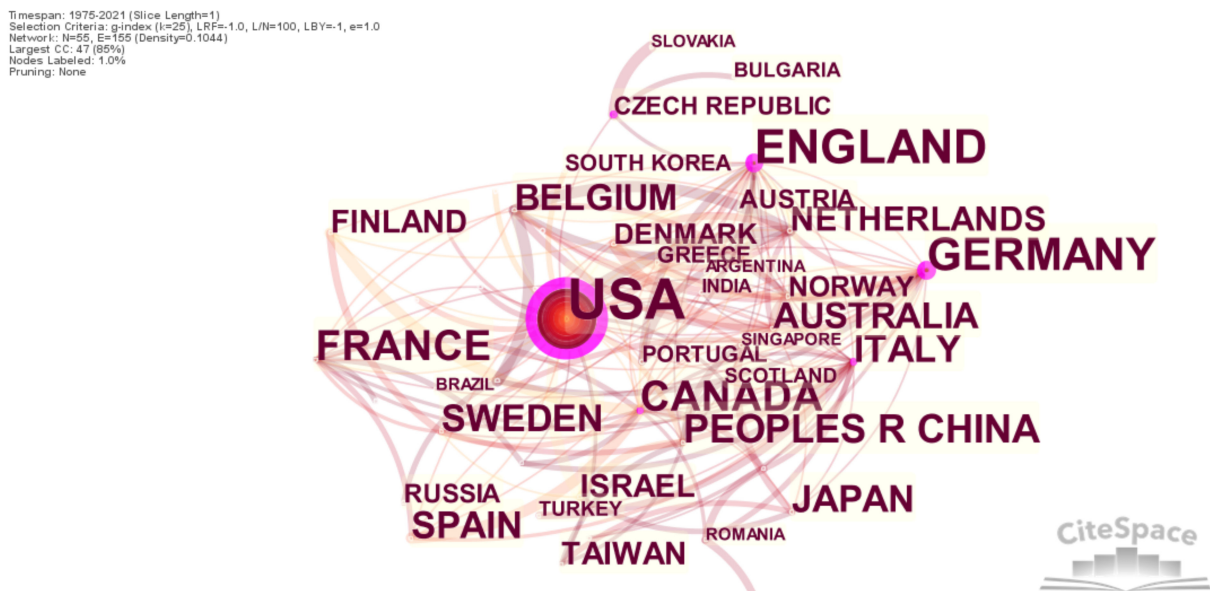 Timespan: 1975-2021 (Slice Length=1)
Selection Criteria: g-index (k=25), LRF=-1.0, L/N=100, LBY=-1, e=1.0
Network: N=55, E=155 (Density=0.1044)
Largest CC: 47 (85%)
Nodes Labeled: 1.0%
Pruning: None
SLOVAKIA
BULGARIA
CZECH REPUBLIC
ENGLAND
SOUTH KOREA
BELGIUM
AUSTRIA
FINLAND
NETHERLANDS
DENMARK
GREECE
GERMANY
ARGENTINA
INDIA
NORWAY
USA
AUSTRALIA
SINGAPORE
FRANCE
PORTUGAL
ITALY
SCOTLAND
BRAZIL
CANADA
SWEDEN
PEOPLES R CHINA
ISRAEL
RUSSIA
JAPAN
TURKEY
SPAIN
ROMANIA
TAIWAN
CiteSpace